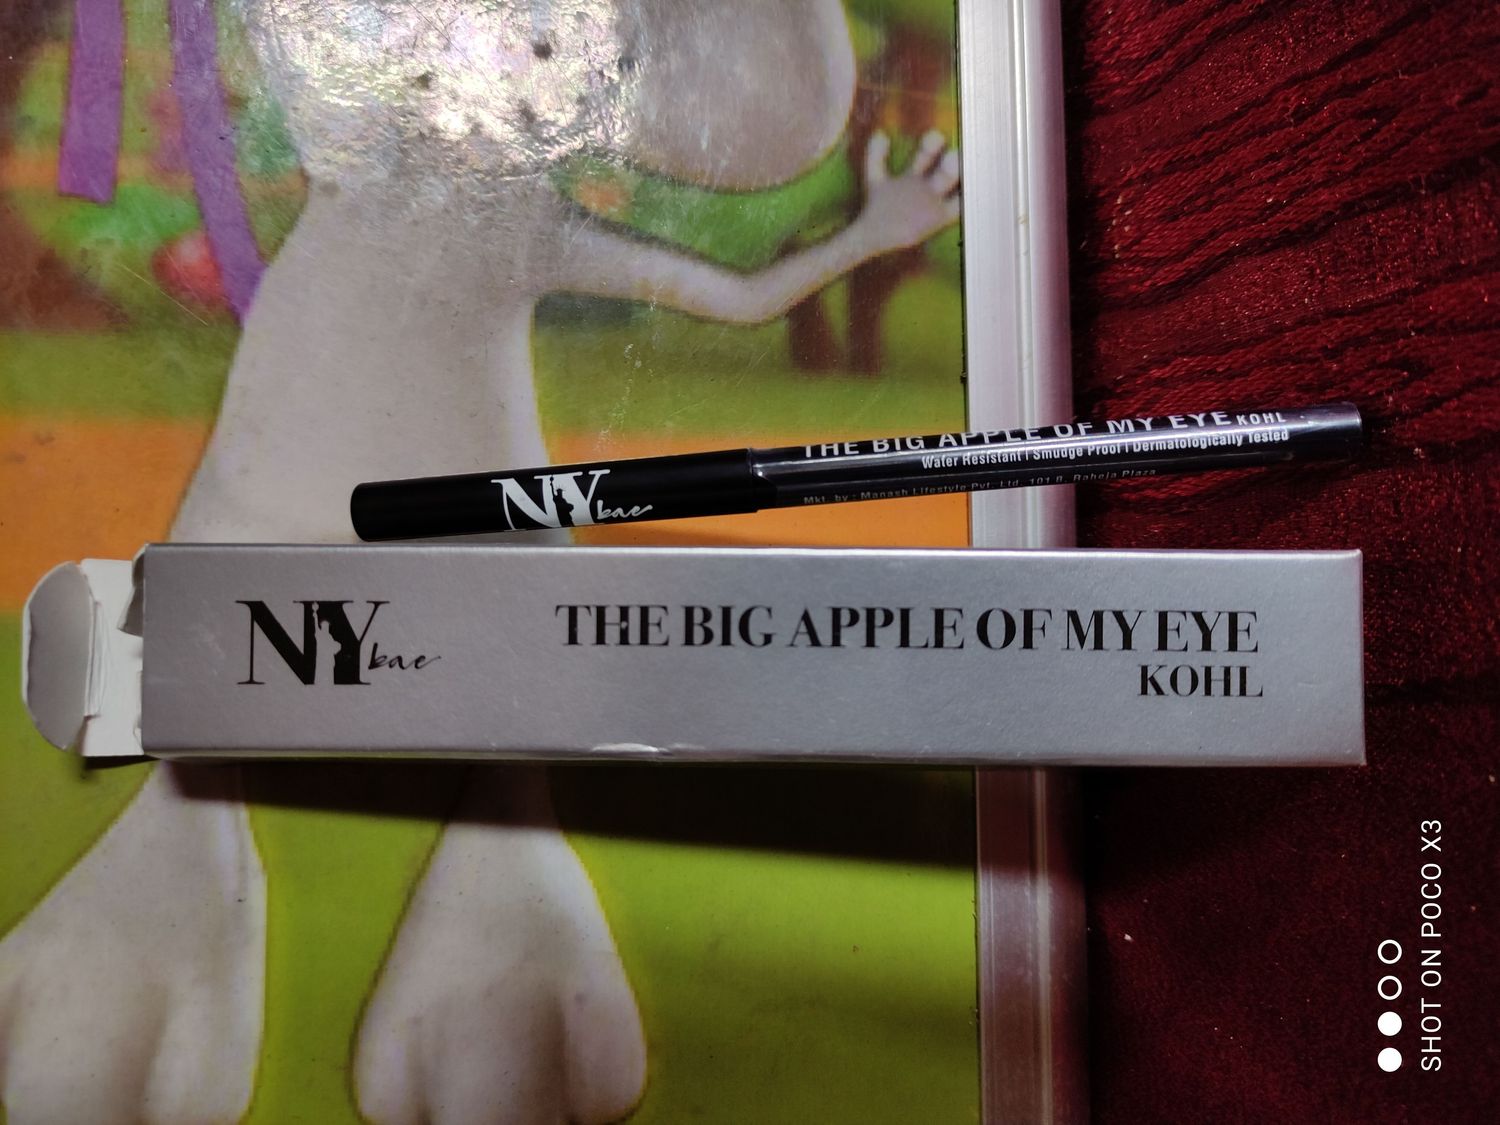 THE BIG APPLE OF MY EYE KOHL
Water Resistant | Smudge Proof | Dermatologically Tested
Mkt. by : Manash Lifestyle Pvt. Ltd. 101 B, Raheja Plaza
NY bae
NY bae
THE BIG APPLE OF MY EYE
KOHL
SHOT ON POCO X3